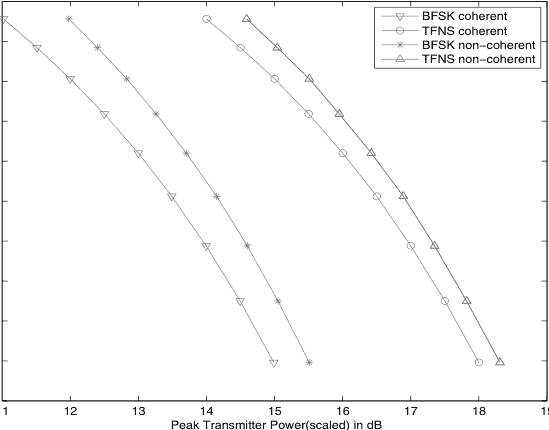 BFSK coherent
TFNS coherent
BFSK non-coherent
TFNS non-coherent
1 12 13 14 15 16 17 18 19
Peak Transmitter Power(scaled) in dB